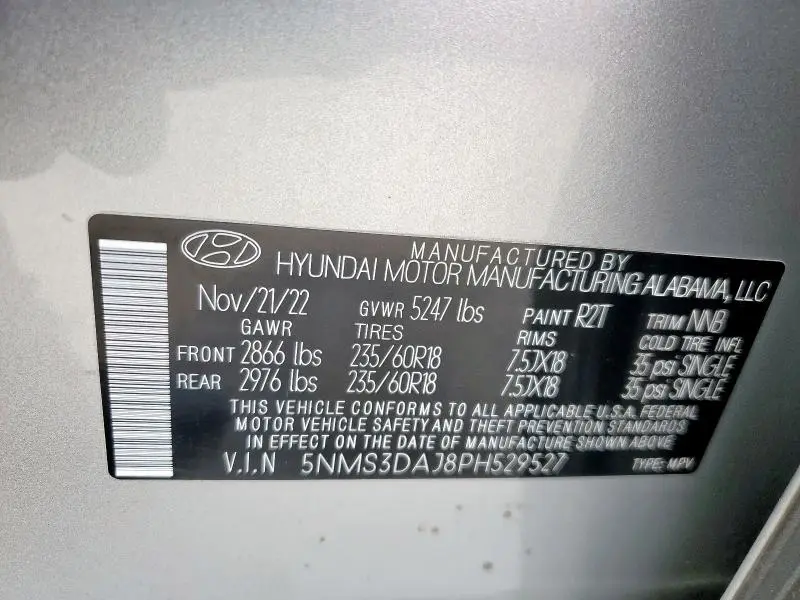 MANUFACTURED BY
HYUNDAI MOTOR MANUFACTURING ALABAMA, LLC
Nov/21/22 GVWR 5247 lbs PAINT R2T TRIM NNB
GAWR TIRES RIMS COLD TIRE INFL
FRONT 2866 lbs 235/60R18 7.5JX18 35 psi SINGLE
REAR 2976 lbs 235/60R18 7.5JX18 35 psi SINGLE
THIS VEHICLE CONFORMS TO ALL APPLICABLE U.S.A. FEDERAL
MOTOR VEHICLE SAFETY AND THEFT PREVENTION STANDARDS
IN EFFECT ON THE DATE OF MANUFACTURE SHOWN ABOVE
V.I.N 5NMS3DAJ8PH529527 TYPE: MPV